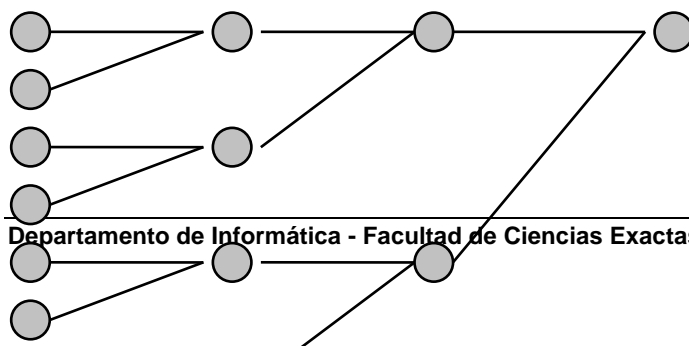 Departamento de Informática - Facultad de Ciencias Exactas